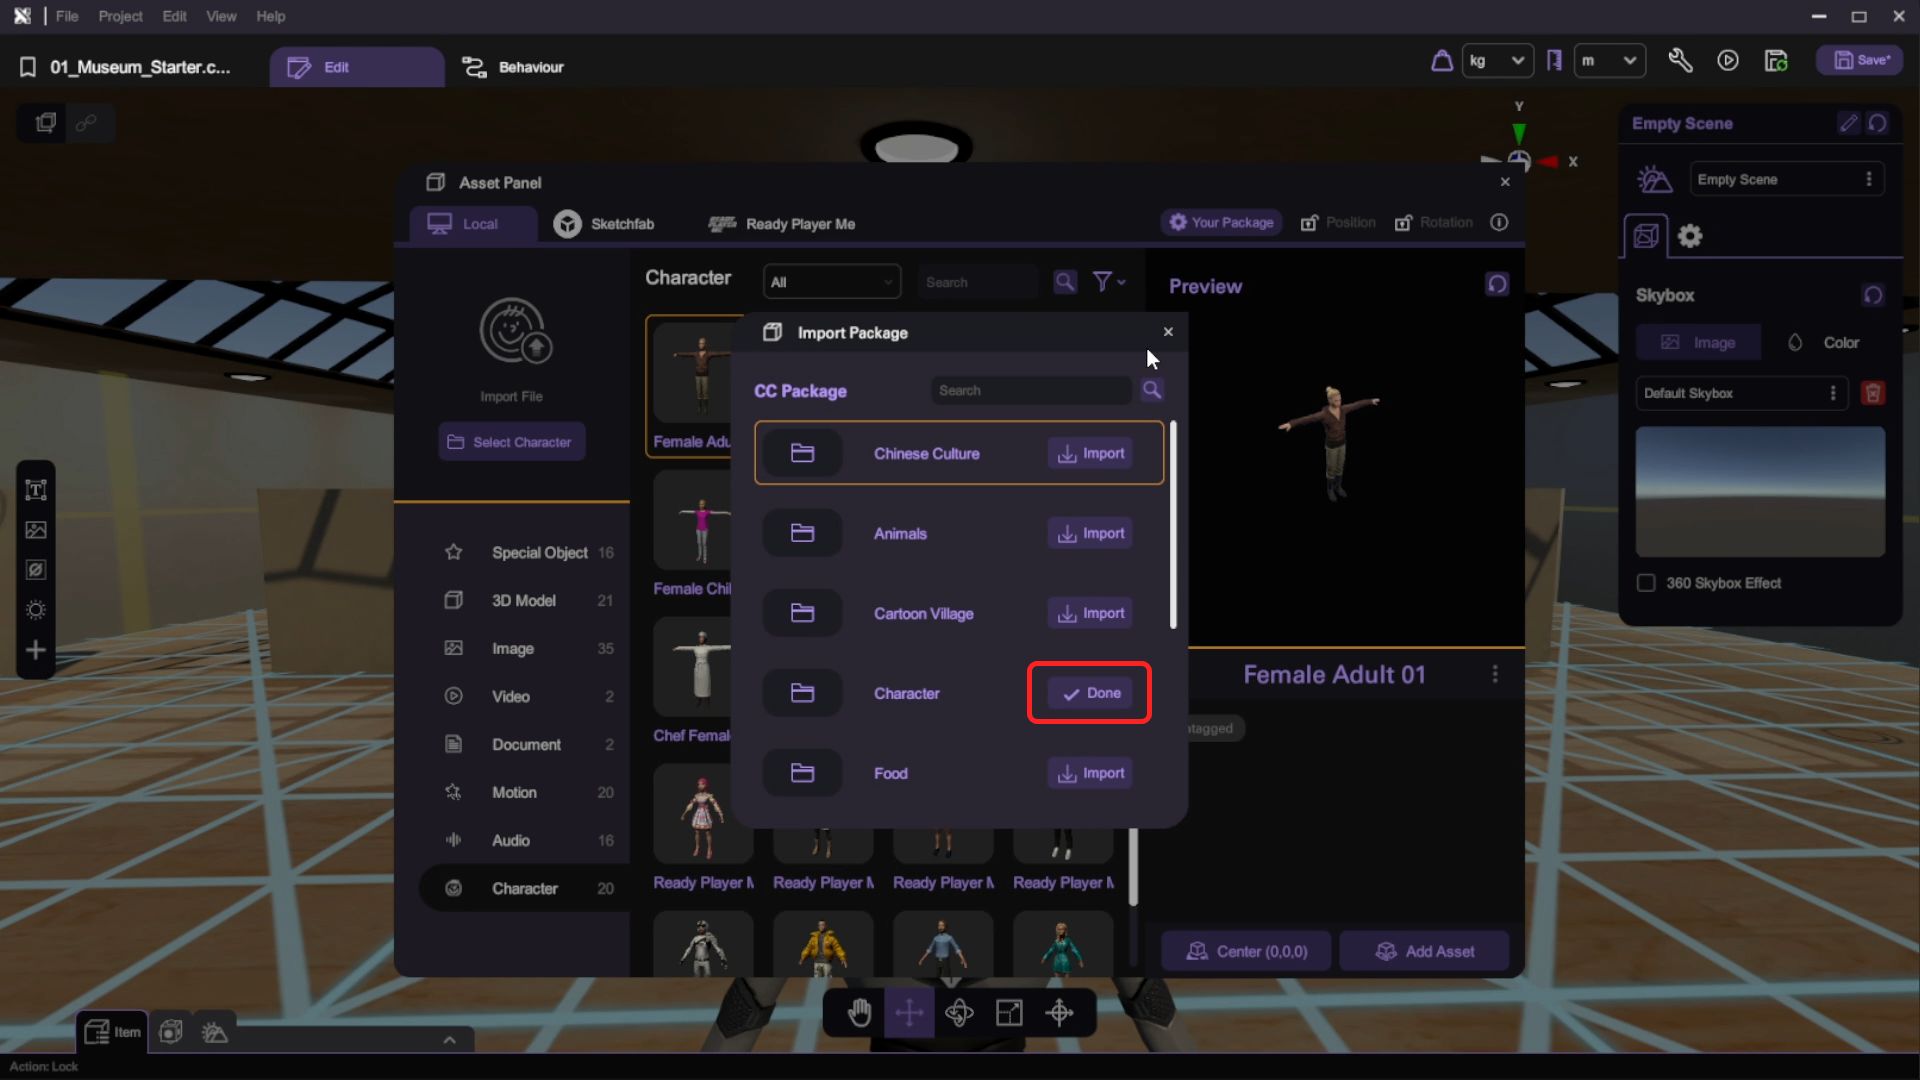 File Project Edit View Help
01_Museum_Starter.c... Edit Behaviour kg m Save*
Y
X
Empty Scene
Empty Scene
Asset Panel
Local Sketchfab Ready Player Me Your Package Position Rotation
Character All Search
Preview
Import File
Select Character
Import Package
CC Package Search
Chinese Culture Import
Animals Import
Cartoon Village Import
Character Done
Food Import
Special Object 16
3D Model 21
Image 35
Video 2
Document 2
Motion 20
Audio 16
Character 20
Female Adu
Female Chil
Chef Femal
Ready Player M Ready Player M Ready Player M Ready Player M
Female Adult 01
ntagged
Center (0,0,0) Add Asset
Skybox
Image Color
Default Skybox
360 Skybox Effect
Item
Action: Lock